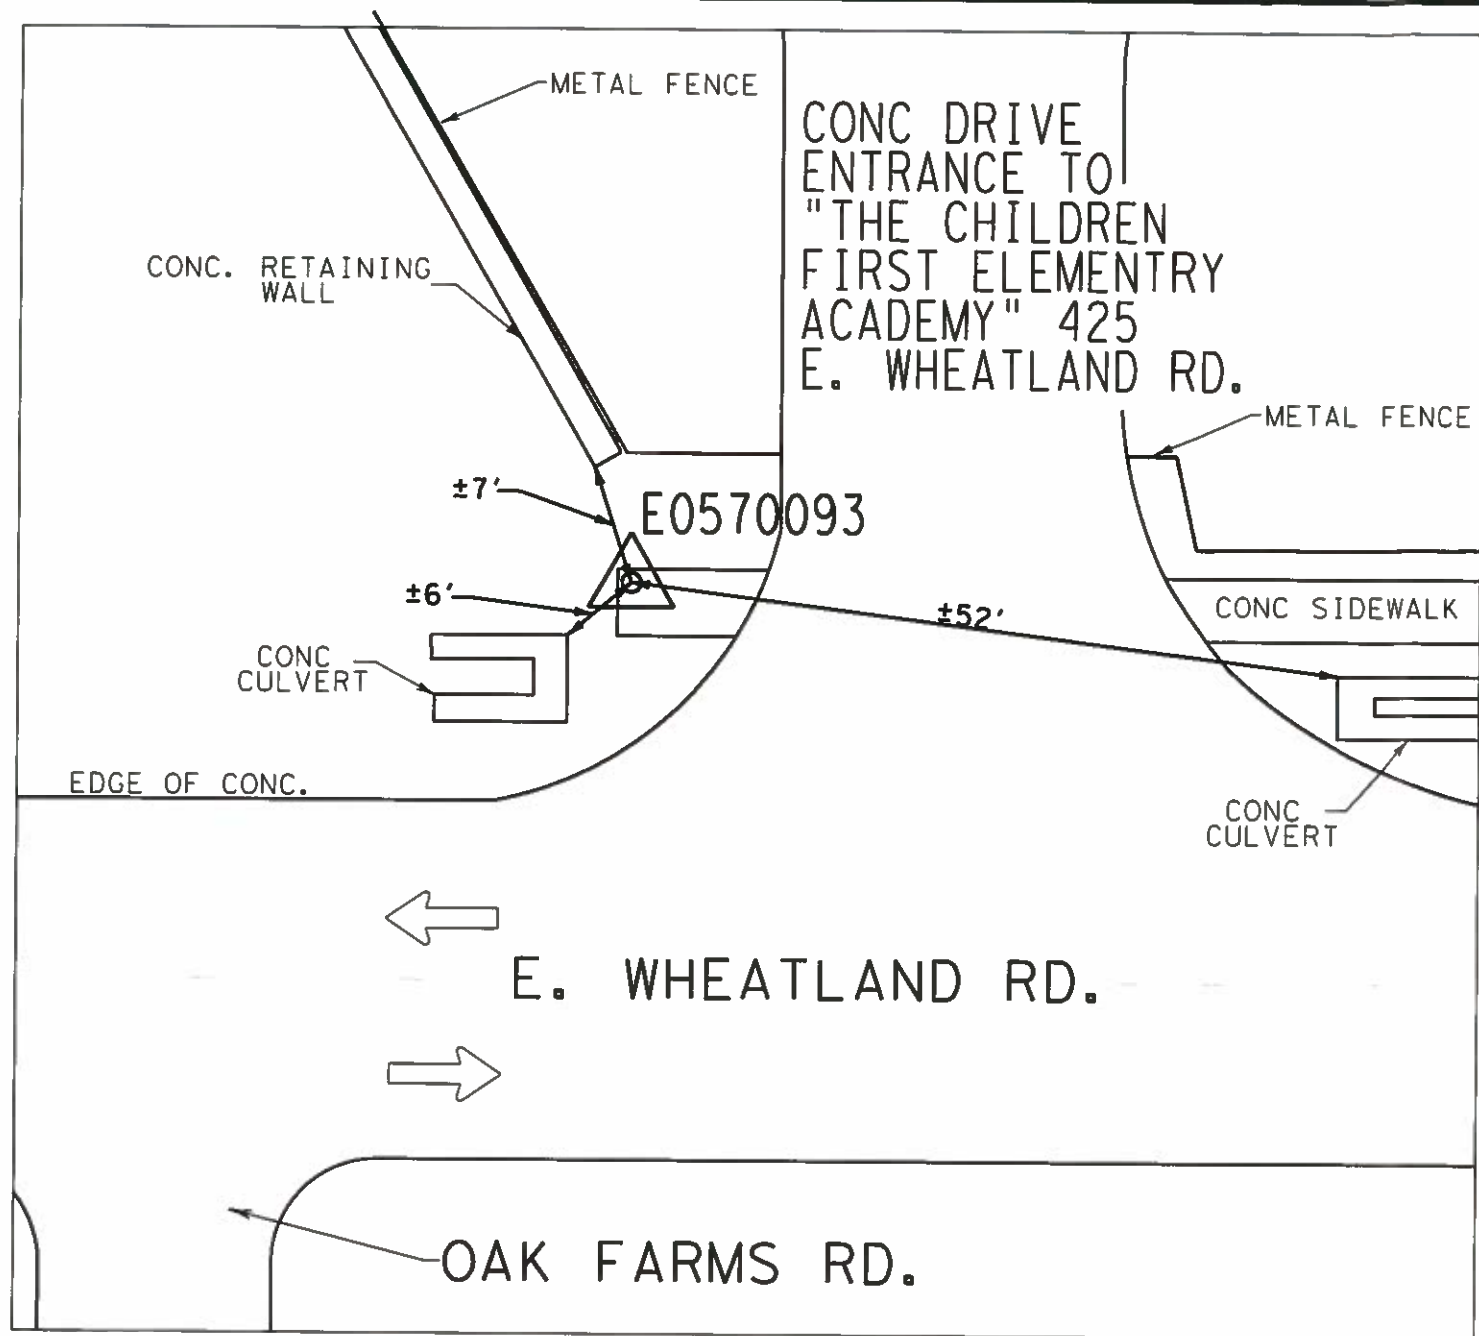 METAL FENCE
CONC DRIVE
ENTRANCE TO
"THE CHILDREN
FIRST ELEMENTRY
ACADEMY" 425
E. WHEATLAND RD.
CONC. RETAINING
WALL
METAL FENCE
±7'
E0570093
±6'
±52'
CONC SIDEWALK
CONC
CULVERT
EDGE OF CONC.
CONC
CULVERT
E. WHEATLAND RD.
OAK FARMS RD.